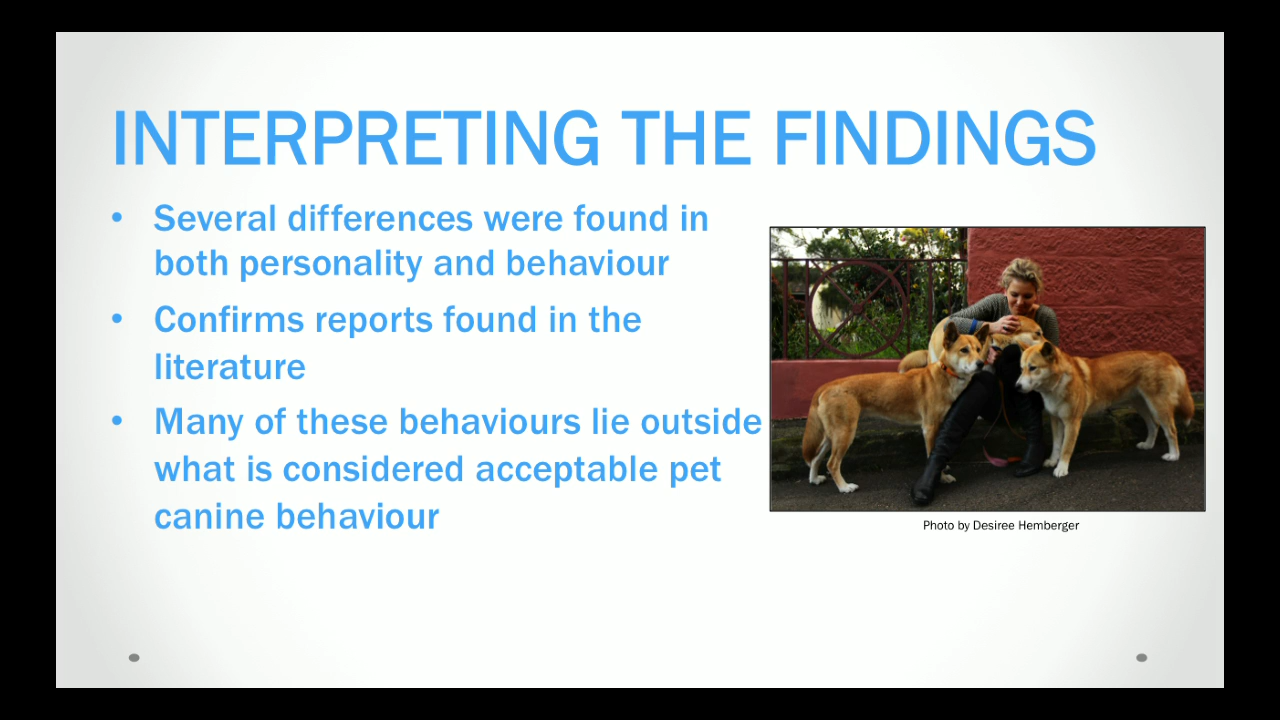 INTERPRETING THE FINDINGS
• Several differences were found in
both personality and behaviour
• Confirms reports found in the
literature
• Many of these behaviours lie outside
what is considered acceptable pet
canine behaviour
Photo by Desiree Hemberger